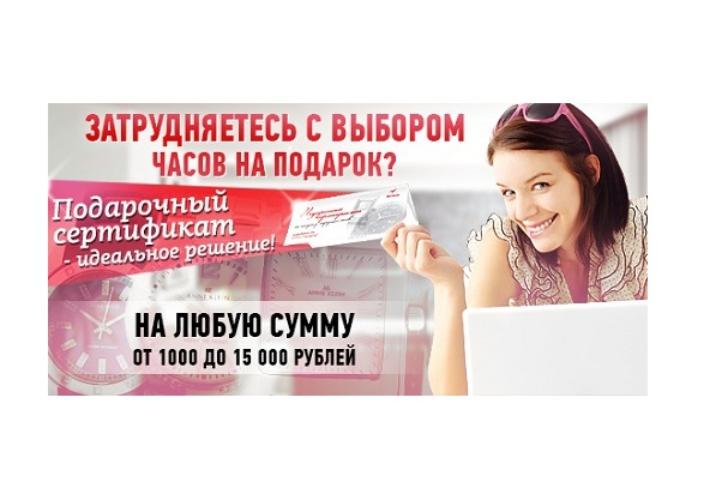 ЗАТРУДНЯЕТЕСЬ С ВЫБОРОМ
ЧАСОВ НА ПОДАРОК?
Подарочный
сертификат
- идеальное решение!
НА ЛЮБУЮ СУММУ
ОТ 1000 ДО 15 000 РУБЛЕЙ